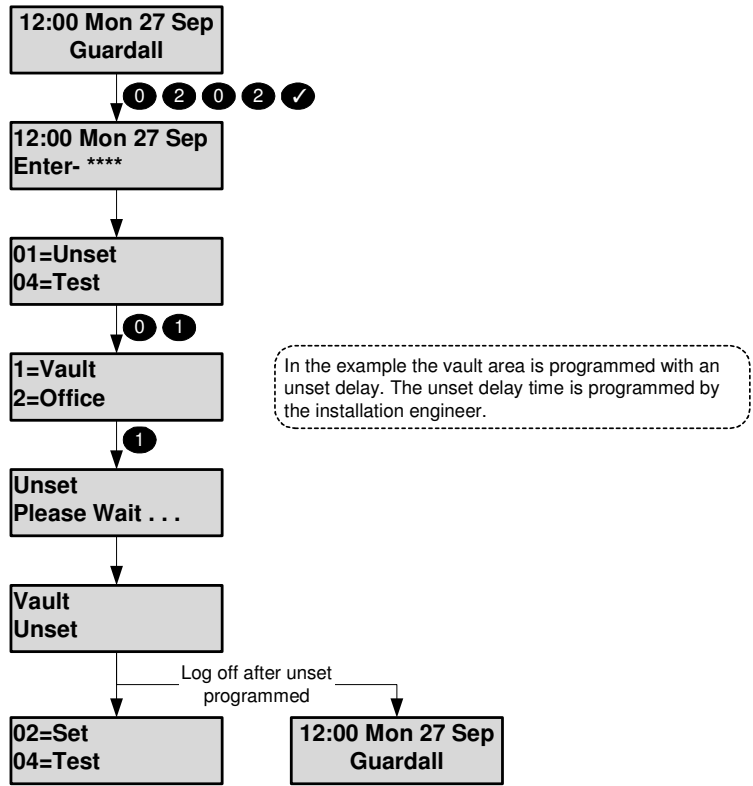 12:00 Mon 27 Sep
Guardall
0 2 0 2 ✓
12:00 Mon 27 Sep
Enter- ****
01=Unset
04=Test
0 1
1=Vault
2=Office
In the example the vault area is programmed with an
unset delay. The unset delay time is programmed by
the installation engineer.
1
Unset
Please Wait . . .
Vault
Unset
Log off after unset
programmed
02=Set
04=Test
12:00 Mon 27 Sep
Guardall